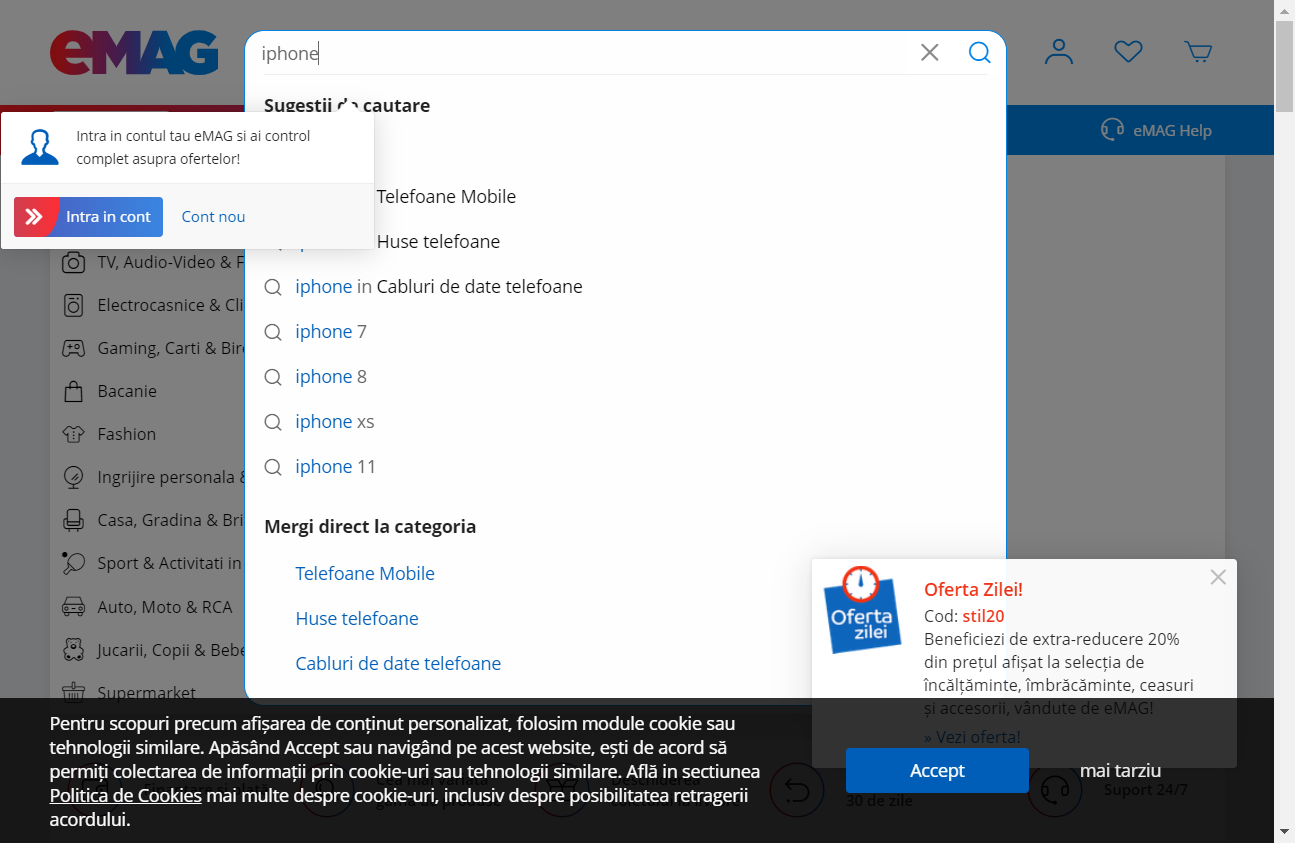 eMAG
iphone
Sugestii de cautare
eMAG Help
Intra in contul tau eMAG si ai control
complet asupra ofertelor!
Intra in cont
Cont nou
Telefoane Mobile
Huse telefoane
iphone in Cabluri de date telefoane
iphone 7
iphone 8
iphone xs
iphone 11
TV, Audio-Video & F
Electrocasnice & Cli
Gaming, Carti & Biro
Bacanie
Fashion
Ingrijire personala &
Casa, Gradina & Bri
Sport & Activitati in
Auto, Moto & RCA
Jucarii, Copii & Bebe
Supermarket
Mergi direct la categoria
Telefoane Mobile
Huse telefoane
Cabluri de date telefoane
Oferta
zilei
Oferta Zilei!
Cod: stil20
Beneficiezi de extra-reducere 20%
din prețul afișat la selecția de
încălțăminte, îmbrăcăminte, ceasuri
și accesorii, vândute de eMAG!
» Vezi oferta!
Pentru scopuri precum afișarea de conținut personalizat, folosim module cookie sau
tehnologii similare. Apăsând Accept sau navigând pe acest website, ești de acord să
permiți colectarea de informații prin cookie-uri sau tehnologii similare. Află in sectiunea
Politica de Cookies mai multe despre cookie-uri, inclusiv despre posibilitatea retragerii
acordului.
Accept
mai tarziu
30 de zile
Suport 24/7